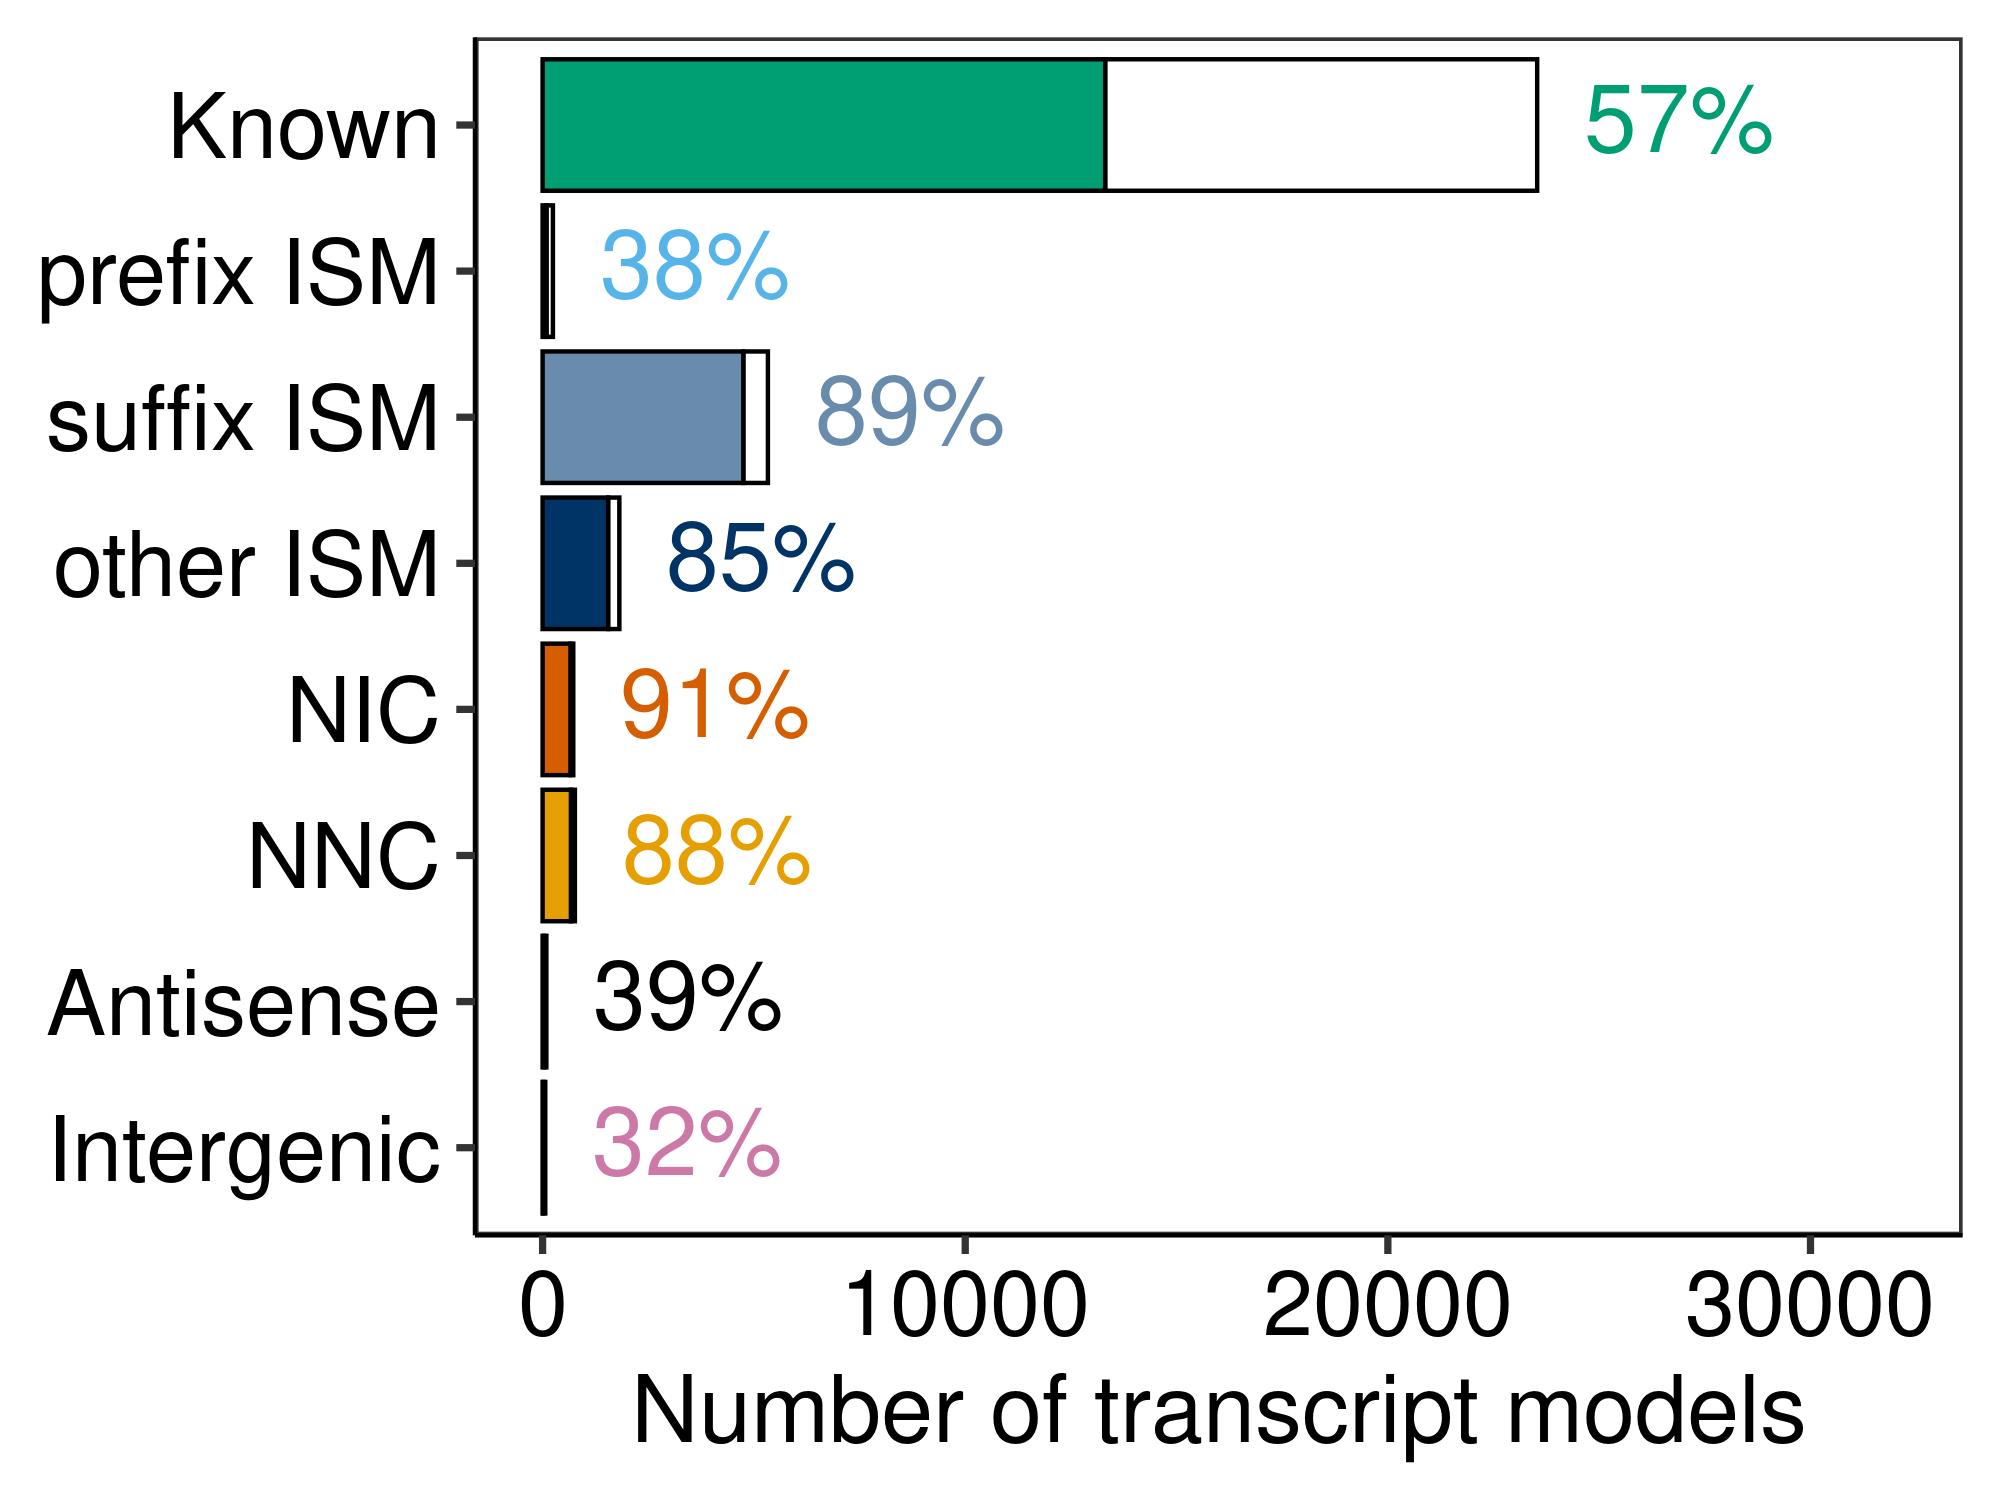 Known 57%
prefix ISM 38%
suffix ISM 89%
other ISM 85%
NIC 91%
NNC 88%
Antisense 39%
Intergenic 32%
0 10000 20000 30000
Number of transcript models